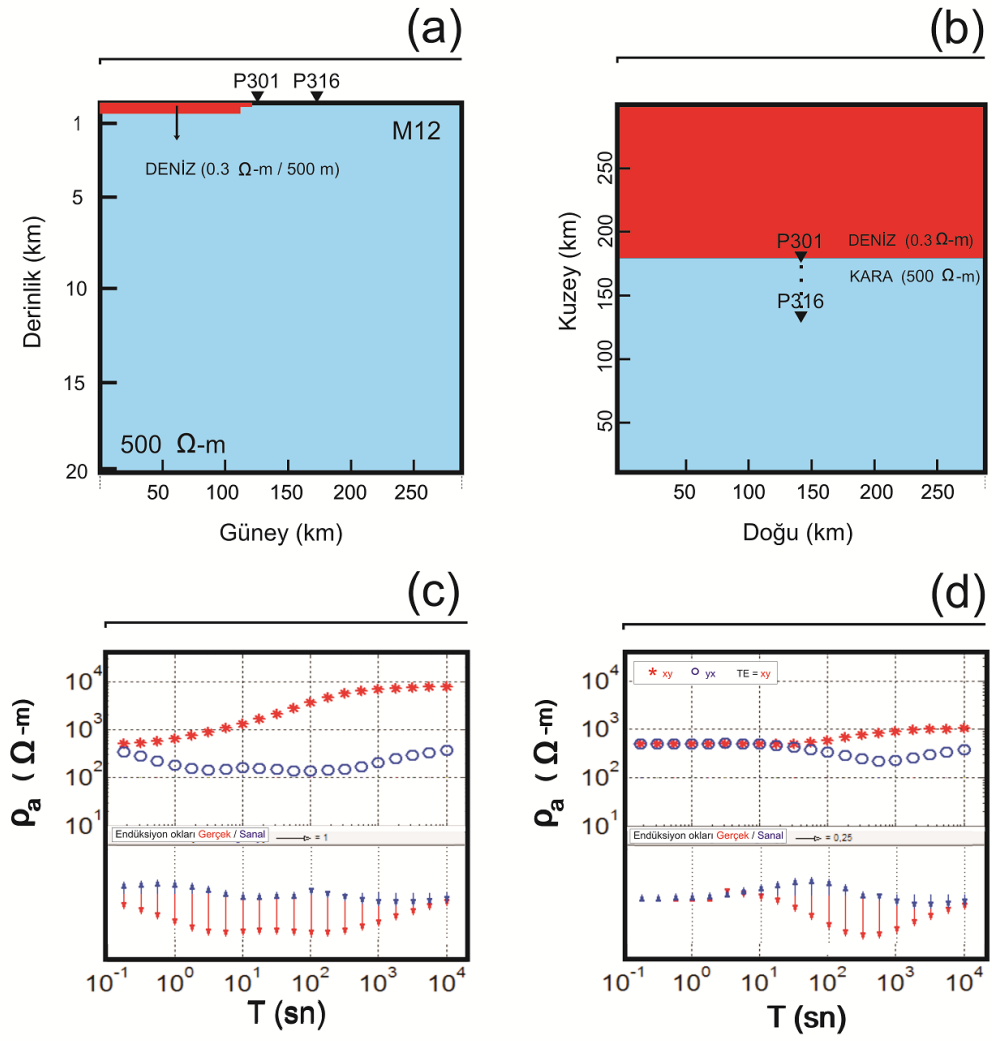 (a)
P301 P316
M12
DENİZ (0.3 Ω-m / 500 m)
500 Ω-m
Derinlik (km)
1
5
10
15
20
50 100 150 200 250
Güney (km)
(b)
P301
DENİZ (0.3 Ω-m)
KARA (500 Ω-m)
P316
Kuzey (km)
250
200
150
100
50
50 100 150 200 250
Doğu (km)
(c)
ρa ( Ω -m)
10^4
10^3
10^2
10^1
Endüksiyon okları Gerçek / Sanal = 1
10^-1 10^0 10^1 10^2 10^3 10^4
T (sn)
(d)
xy yx TE = xy
ρa ( Ω -m)
10^4
10^3
10^2
10^1
Endüksiyon okları Gerçek / Sanal = 0,25
10^-1 10^0 10^1 10^2 10^3 10^4
T (sn)